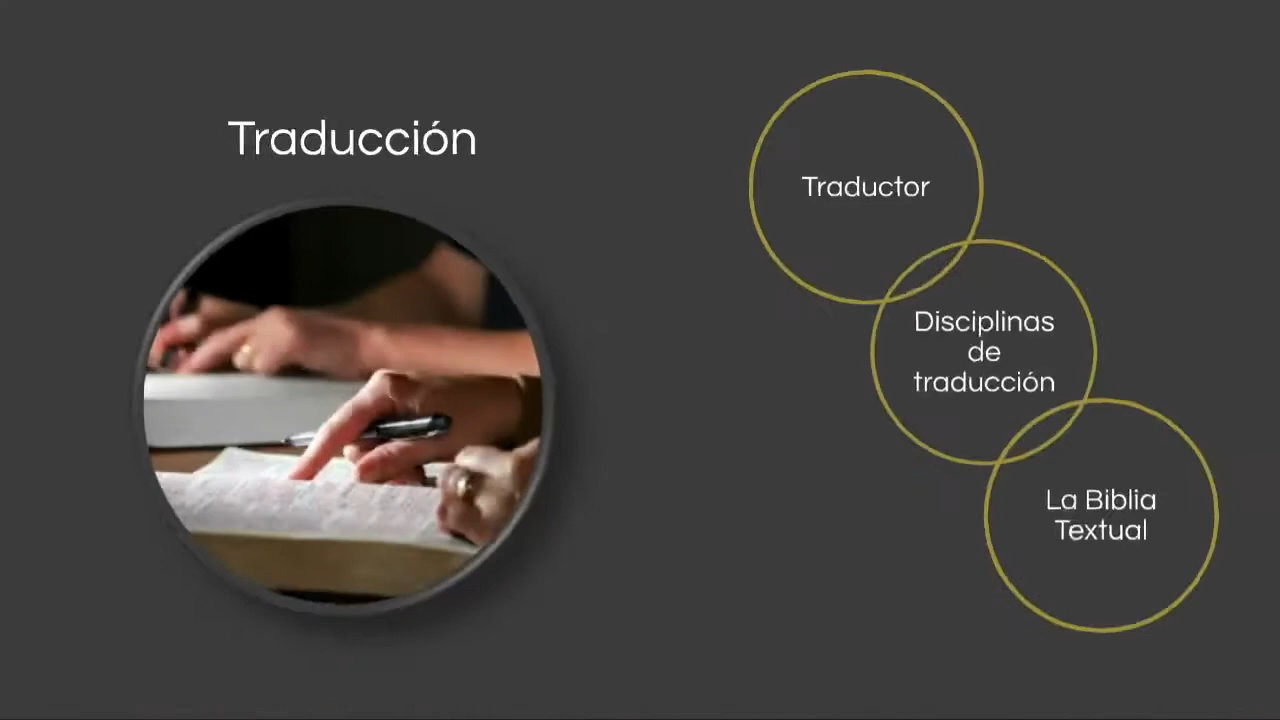 Traducción
Traductor
Disciplinas
de
traducción
La Biblia
Textual